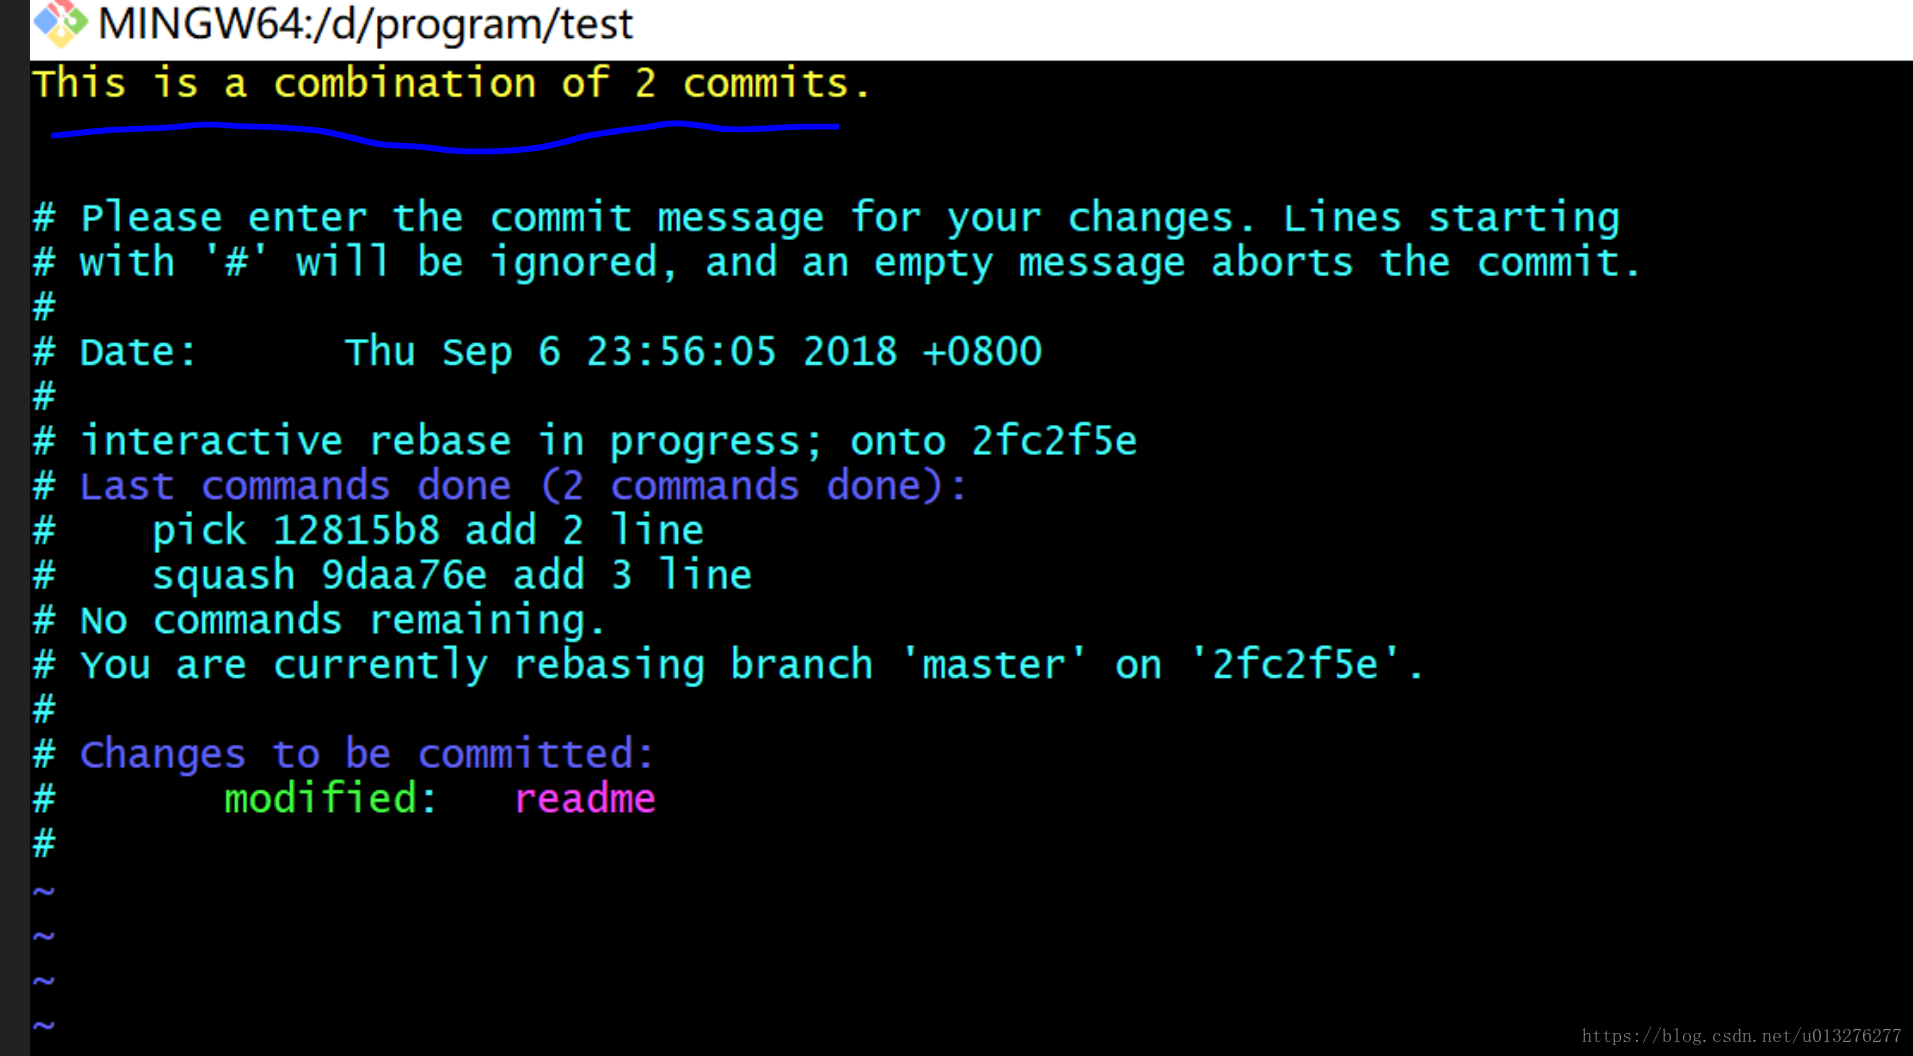 MINGW64:/d/program/test
This is a combination of 2 commits.
# Please enter the commit message for your changes. Lines starting
# with '#' will be ignored, and an empty message aborts the commit.
#
# Date:      Thu Sep 6 23:56:05 2018 +0800
#
# interactive rebase in progress; onto 2fc2f5e
# Last commands done (2 commands done):
#    pick 12815b8 add 2 line
#    squash 9daa76e add 3 line
# No commands remaining.
# You are currently rebasing branch 'master' on '2fc2f5e'.
#
# Changes to be committed:
#       modified:   readme
#
~
~
~
~
https://blog.csdn.net/u013276277